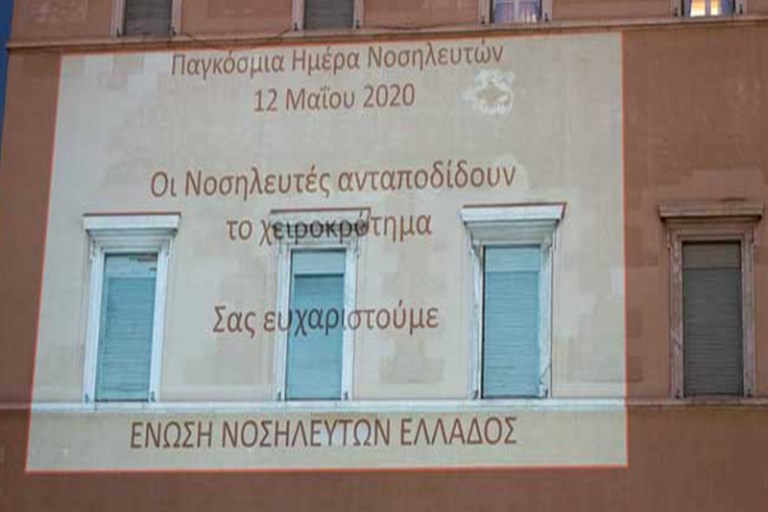 Παγκόσμια Ημέρα Νοσηλευτών
12 Μαΐου 2020
Οι Νοσηλευτές ανταποδίδουν
το χειροκρότημα
Σας ευχαριστούμε
ΕΝΩΣΗ ΝΟΣΗΛΕΥΤΩΝ ΕΛΛΑΔΟΣ